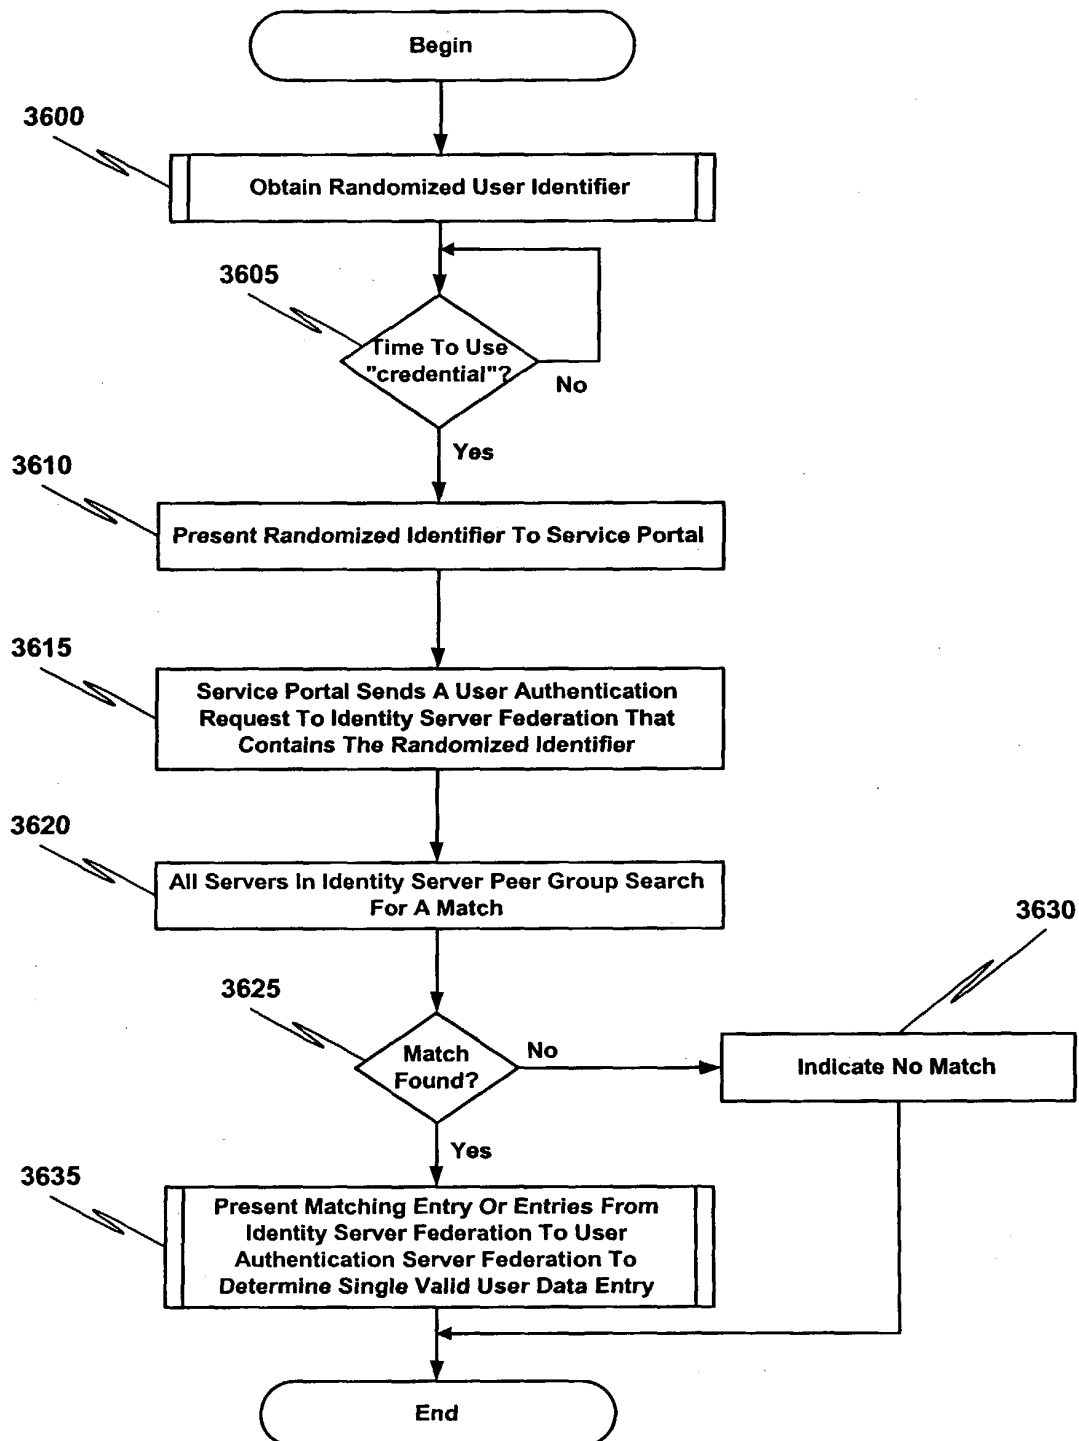 Begin
3600
Obtain Randomized User Identifier
3605
Time To Use
"credential"?
No
Yes
3610
Present Randomized Identifier To Service Portal
3615
Service Portal Sends A User Authentication
Request To Identity Server Federation That
Contains The Randomized Identifier
3620
All Servers In Identity Server Peer Group Search
For A Match
3630
3625
Match
Found?
No
Indicate No Match
Yes
3635
Present Matching Entry Or Entries From
Identity Server Federation To User
Authentication Server Federation To
Determine Single Valid User Data Entry
End